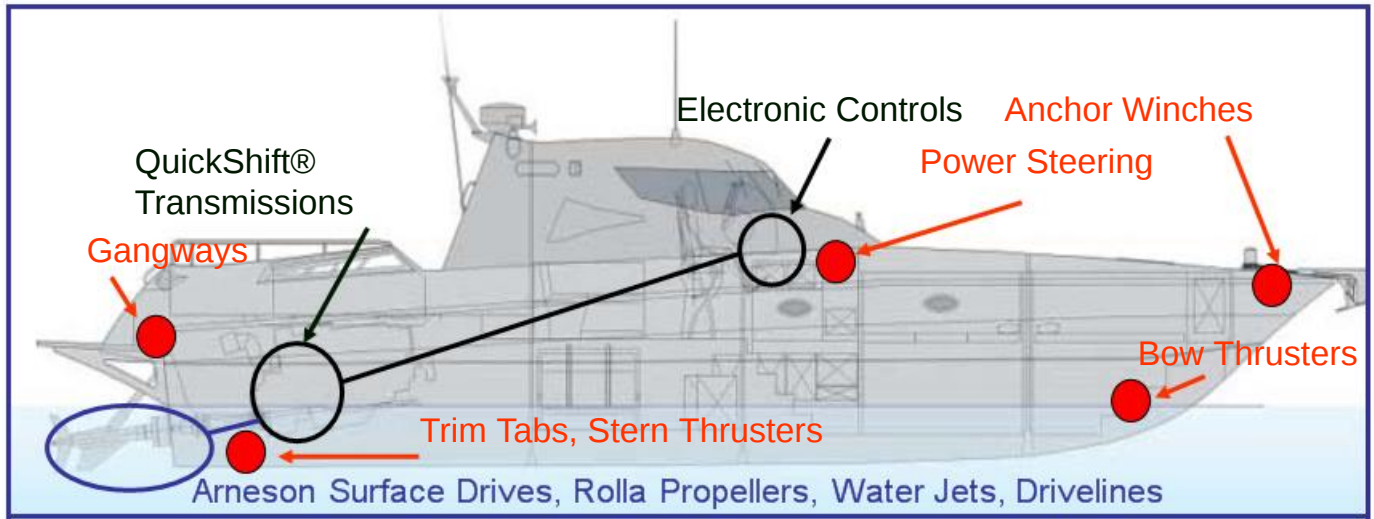 Electronic Controls
Anchor Winches
QuickShift®
Transmissions
Power Steering
Gangways
Bow Thrusters
Trim Tabs, Stern Thrusters
Arneson Surface Drives, Rolla Propellers, Water Jets, Drivelines